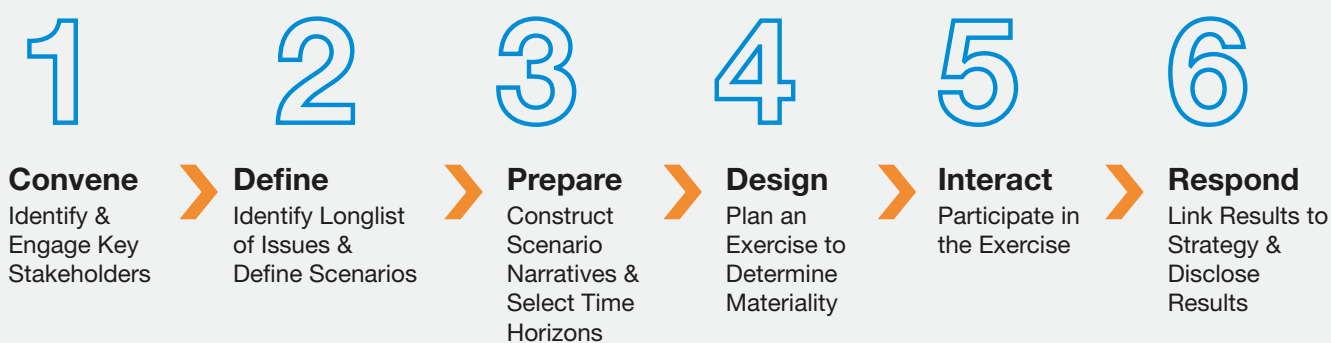 1
Convene
Identify &
Engage Key
Stakeholders
2
Define
Identify Longlist
of Issues &
Define Scenarios
3
Prepare
Construct
Scenario
Narratives &
Select Time
Horizons
4
Design
Plan an
Exercise to
Determine
Materiality
5
Interact
Participate in
the Exercise
6
Respond
Link Results to
Strategy &
Disclose
Results